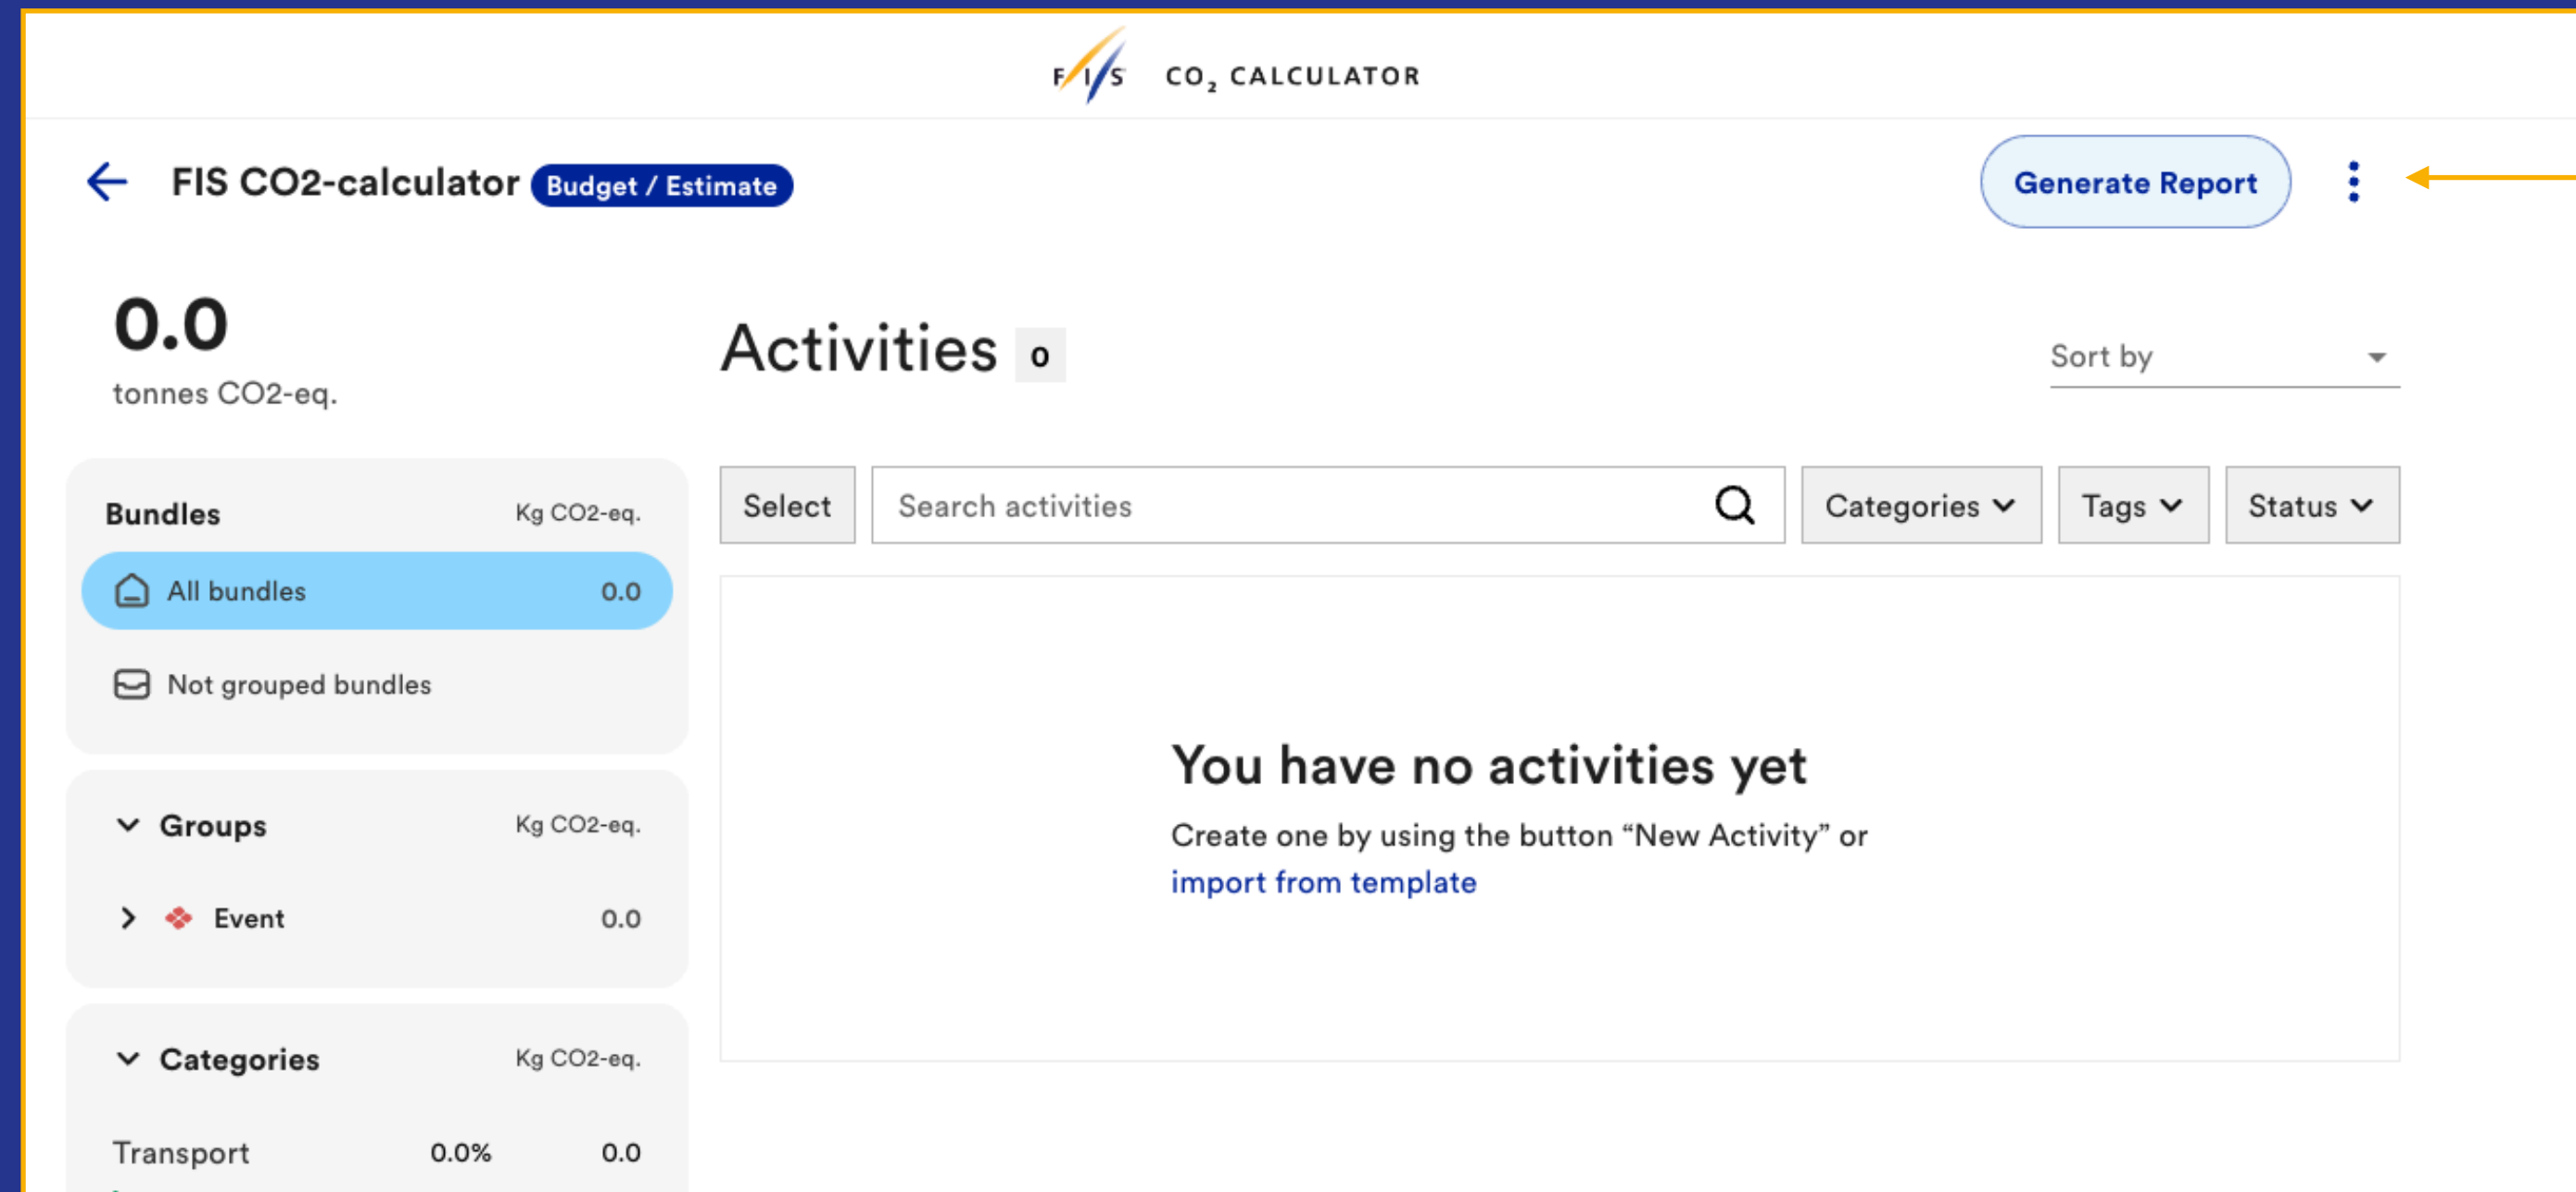 FIS CO₂ CALCULATOR
FIS CO2-calculator Budget / Estimate
Generate Report
0.0
tonnes CO2-eq.
Activities 0
Sort by
Bundles Kg CO2-eq.
All bundles 0.0
Not grouped bundles
Groups Kg CO2-eq.
Event 0.0
Categories Kg CO2-eq.
Transport 0.0% 0.0
Select
Search activities
Categories
Tags
Status
You have no activities yet
Create one by using the button “New Activity” or
import from template